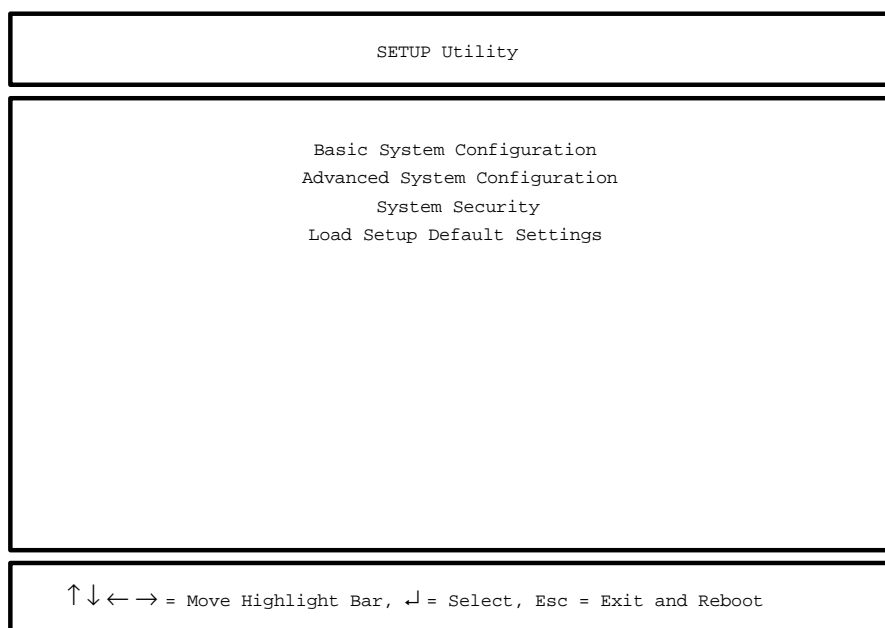 SETUP Utility
Basic System Configuration
Advanced System Configuration
System Security
Load Setup Default Settings
↑↓←→ = Move Highlight Bar, ↵ = Select, Esc = Exit and Reboot